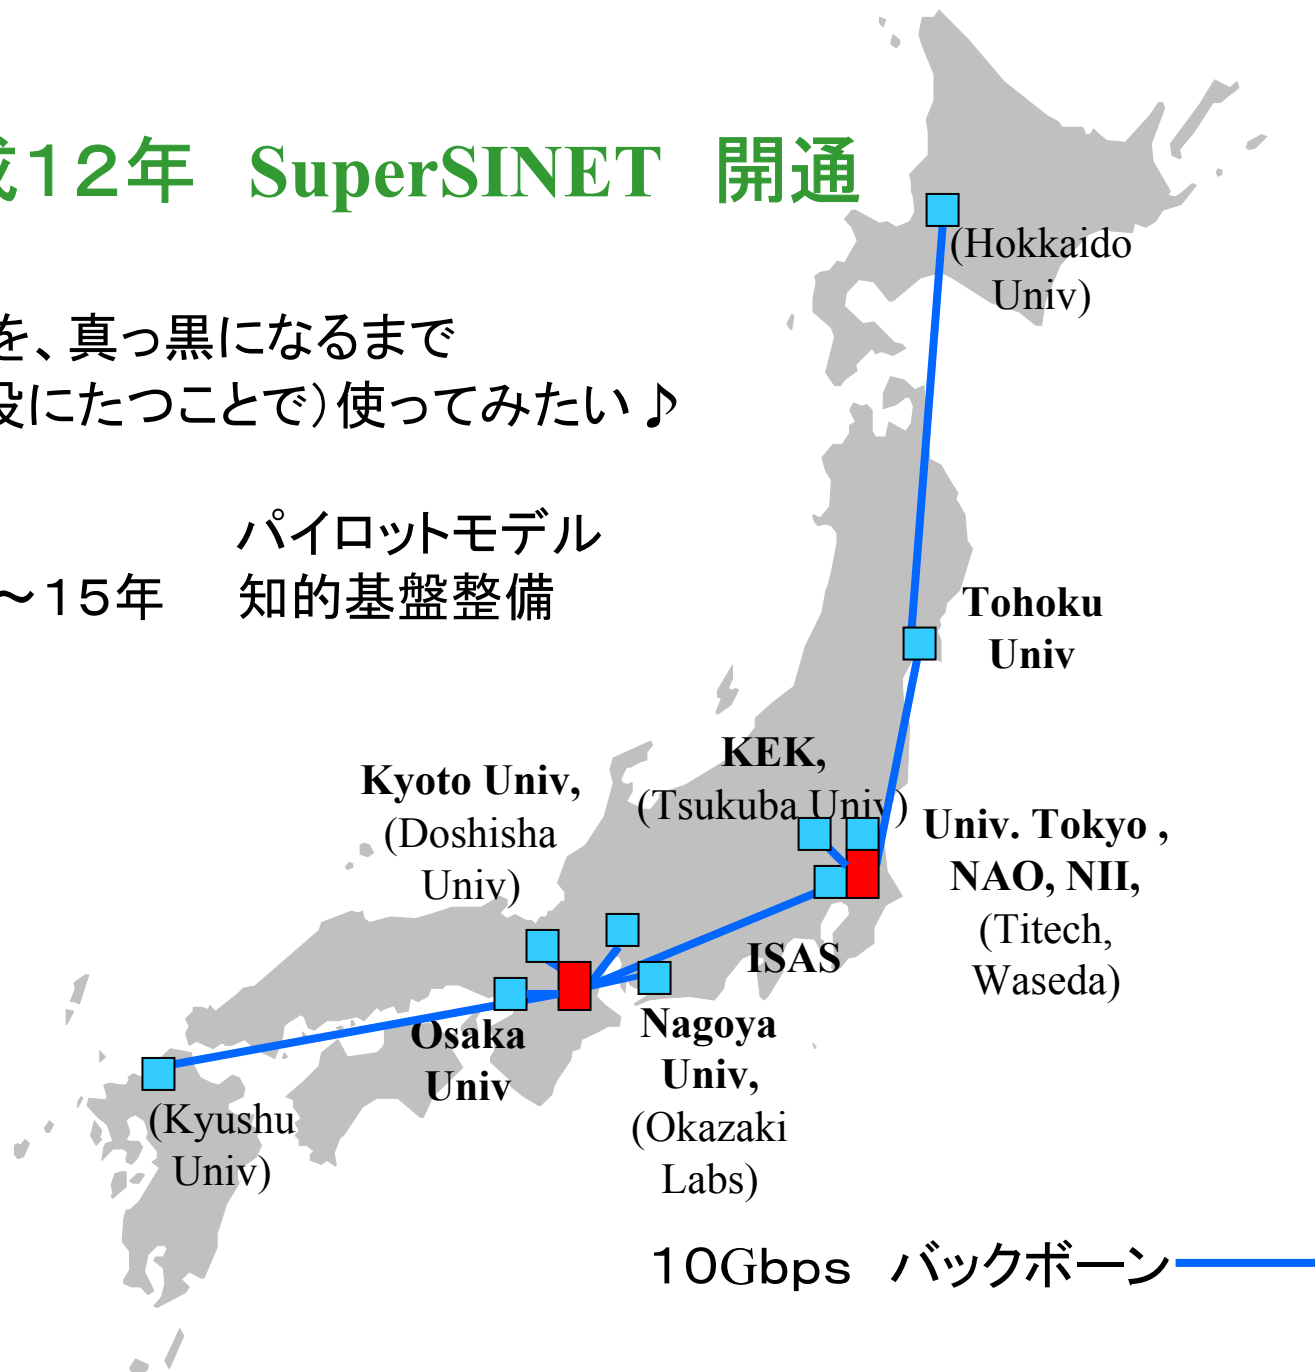 成12年 SuperSINET 開通
(Hokkaido
Univ)
を、真っ黒になるまで
役にたつことで)使ってみたい♪
パイロットモデル
～15年 知的基盤整備
Tohoku
Univ
KEK,
(Tsukuba Univ)
Kyoto Univ,
(Doshisha
Univ)
Univ. Tokyo ,
NAO, NII,
(Titech,
Waseda)
ISAS
Osaka
Univ
Nagoya
Univ,
(Okazaki
Labs)
(Kyushu
Univ)
10Gbps バックボーン